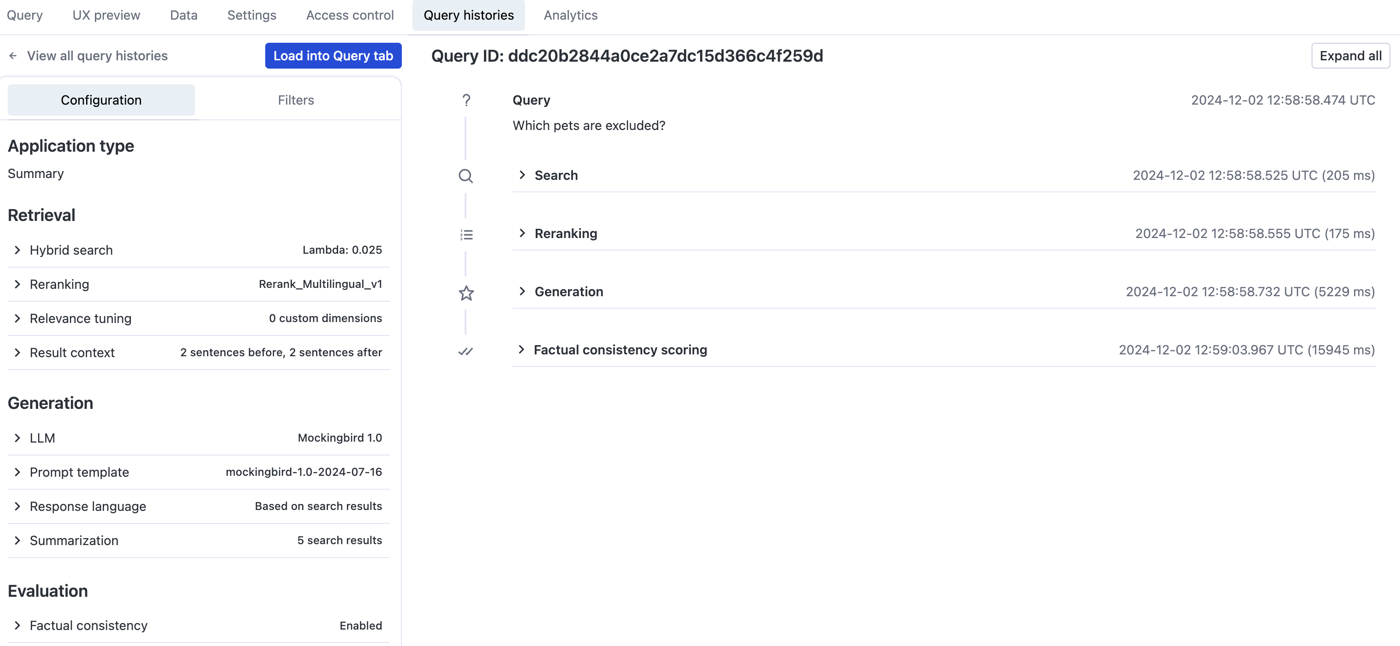 Query UX preview Data Settings Access control Query histories Analytics
View all query histories
Load into Query tab
Query ID: ddc20b2844a0ce2a7dc15d366c4f259d
Expand all
Configuration Filters
Application type
Summary
Retrieval
Hybrid search Lambda: 0.025
Reranking Rerank_Multilingual_v1
Relevance tuning 0 custom dimensions
Result context 2 sentences before, 2 sentences after
Generation
LLM Mockingbird 1.0
Prompt template mockingbird-1.0-2024-07-16
Response language Based on search results
Summarization 5 search results
Evaluation
Factual consistency Enabled
Query 2024-12-02 12:58:58.474 UTC
Which pets are excluded?
Search 2024-12-02 12:58:58.525 UTC (205 ms)
Reranking 2024-12-02 12:58:58.555 UTC (175 ms)
Generation 2024-12-02 12:58:58.732 UTC (5229 ms)
Factual consistency scoring 2024-12-02 12:59:03.967 UTC (15945 ms)